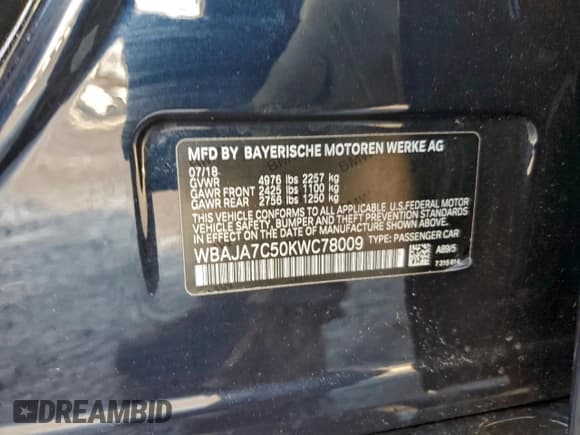 MFD BY BAYERISCHE MOTOREN WERKE AG
07/18
GVWR 4976 lbs 2257 kg
GAWR FRONT 2425 lbs 1100 kg
GAWR REAR 2756 lbs 1250 kg
THIS VEHICLE CONFORMS TO ALL APPLICABLE U.S.FEDERAL MOTOR
VEHICLE SAFETY, BUMPER AND THEFT PREVENTION STANDARDS
IN EFFECT ON THE DATE OF MANUFACTURE SHOWN ABOVE.
WBAJA7C50KWC78009 TYPE: PASSENGER CAR
A89/5
DREAMBID